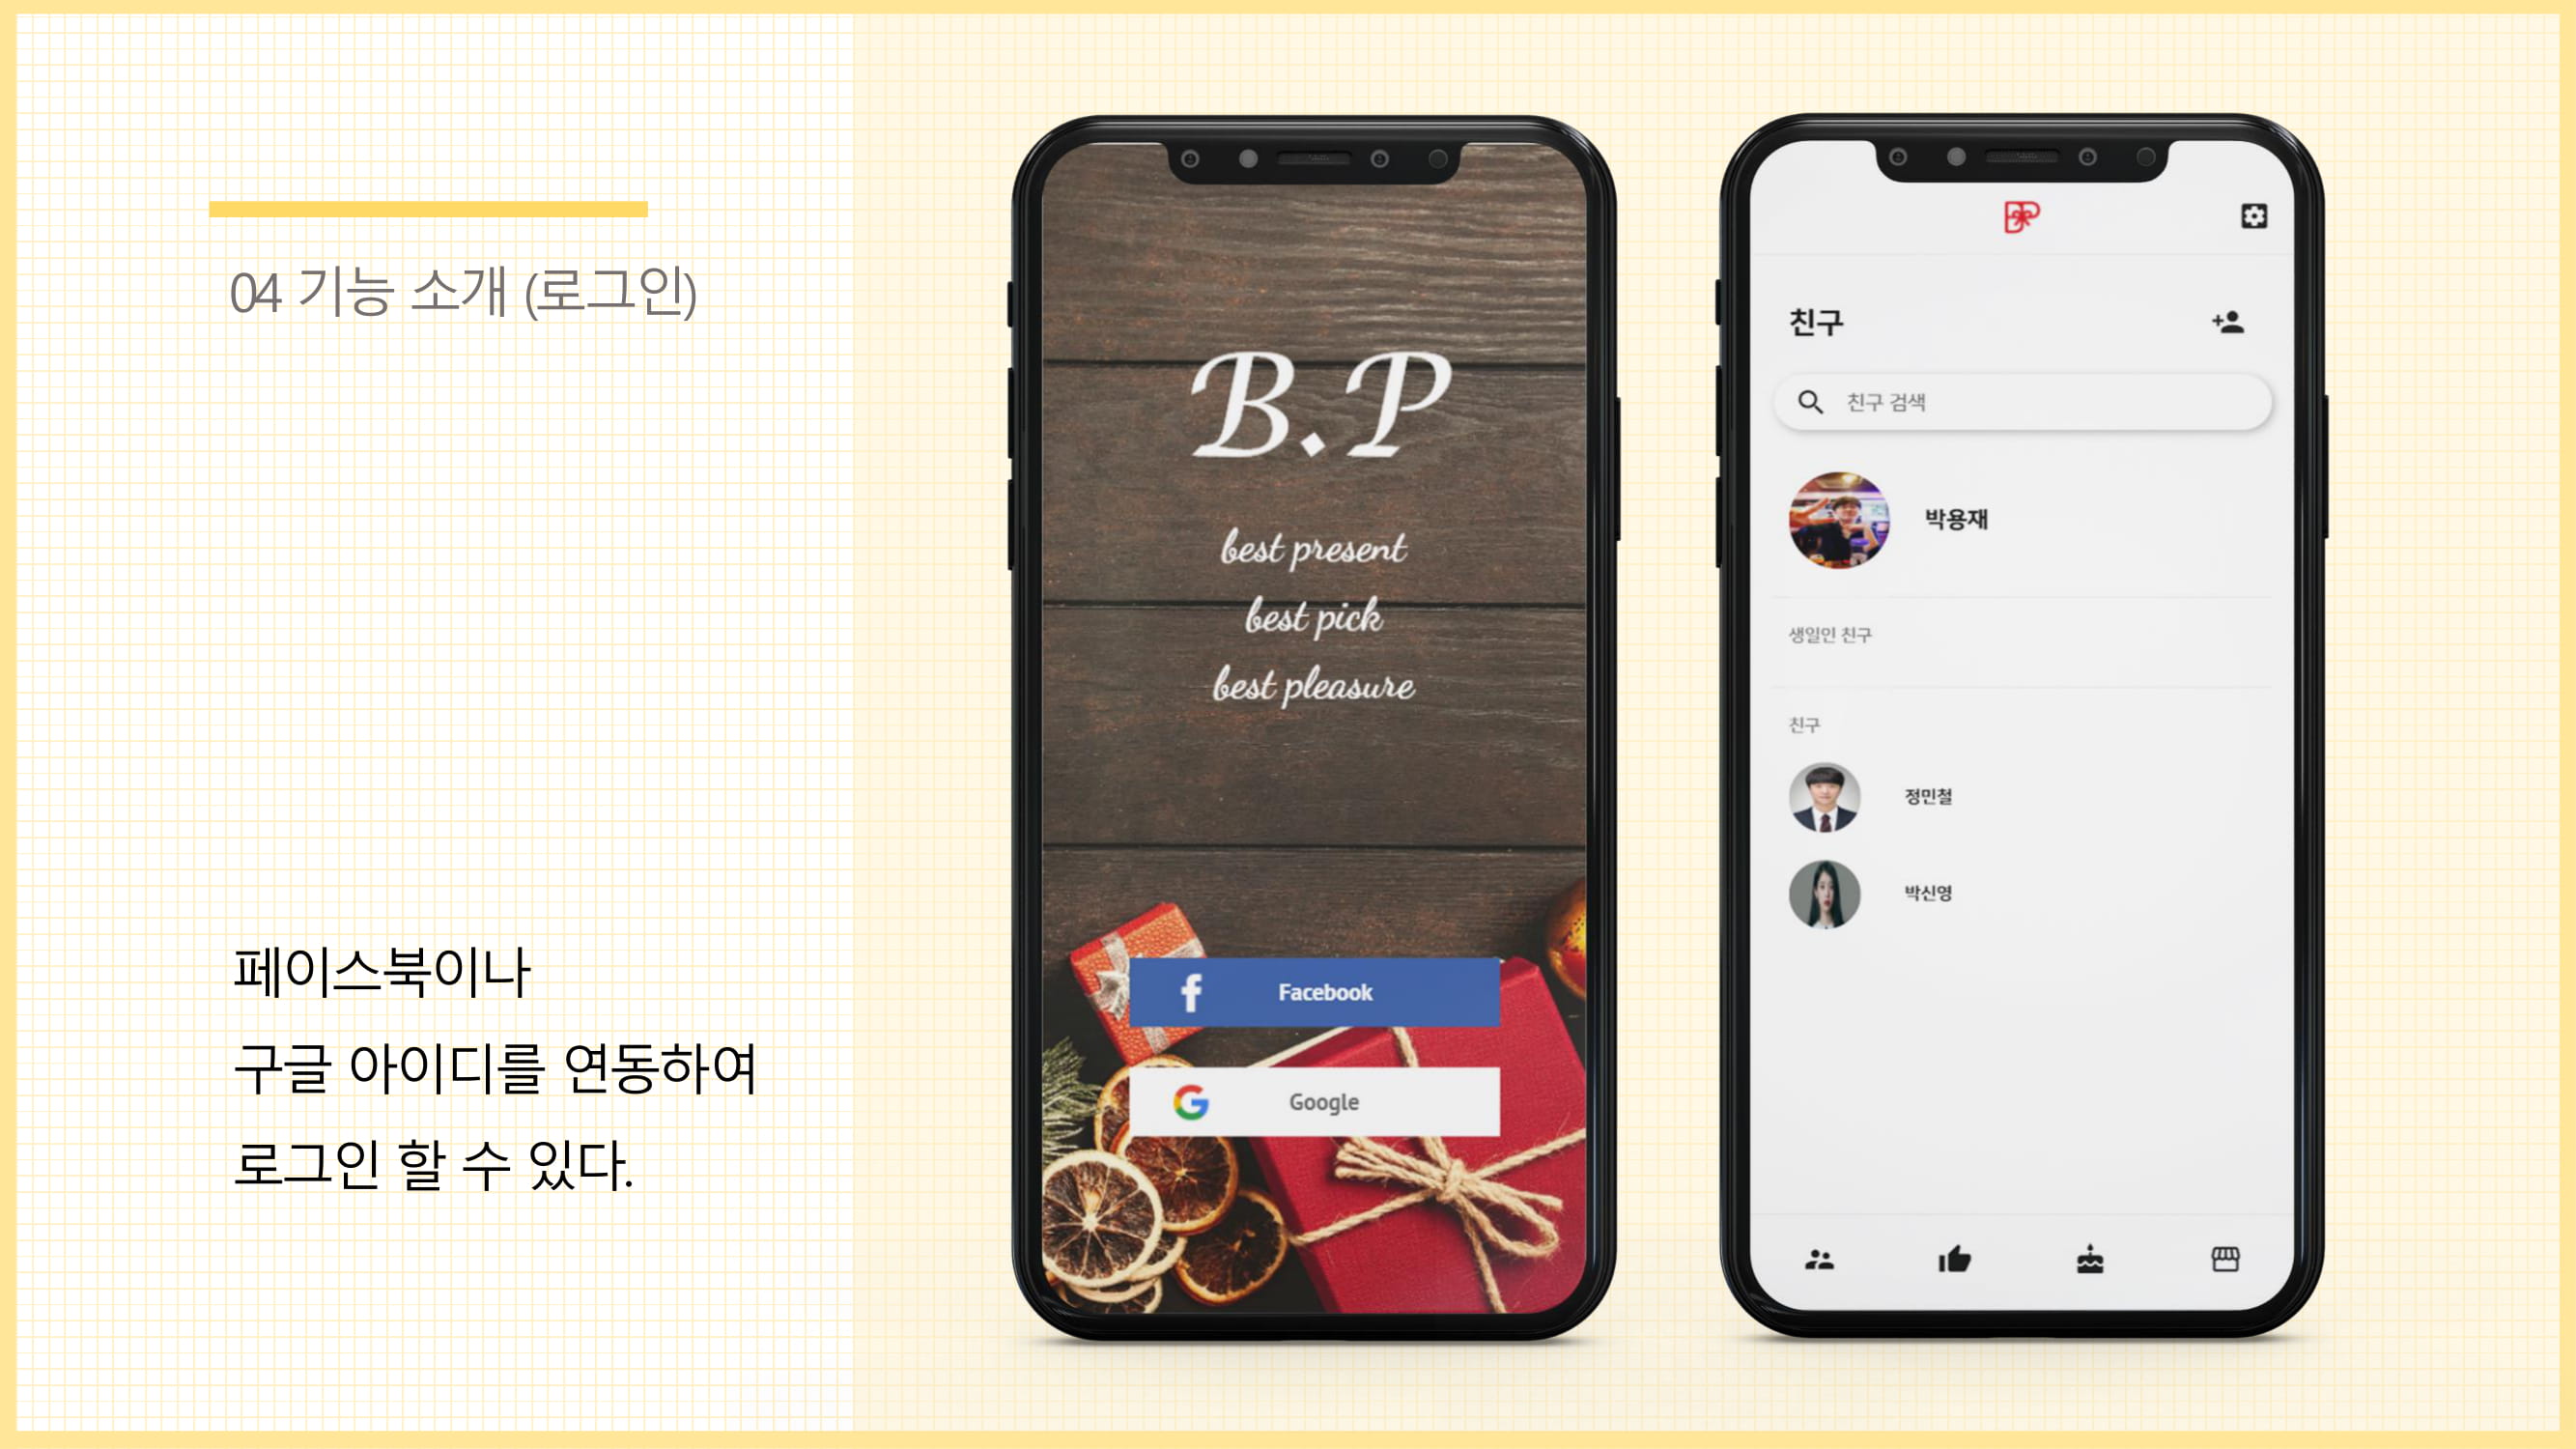 04 기능 소개 (로그인)
페이스북이나
구글 아이디를 연동하여
로그인 할 수 있다.
B.P
best present
best pick
best pleasure
f Facebook
G Google
BP
친구
친구 검색
박용재
생일인 친구
친구
정민철
박신영